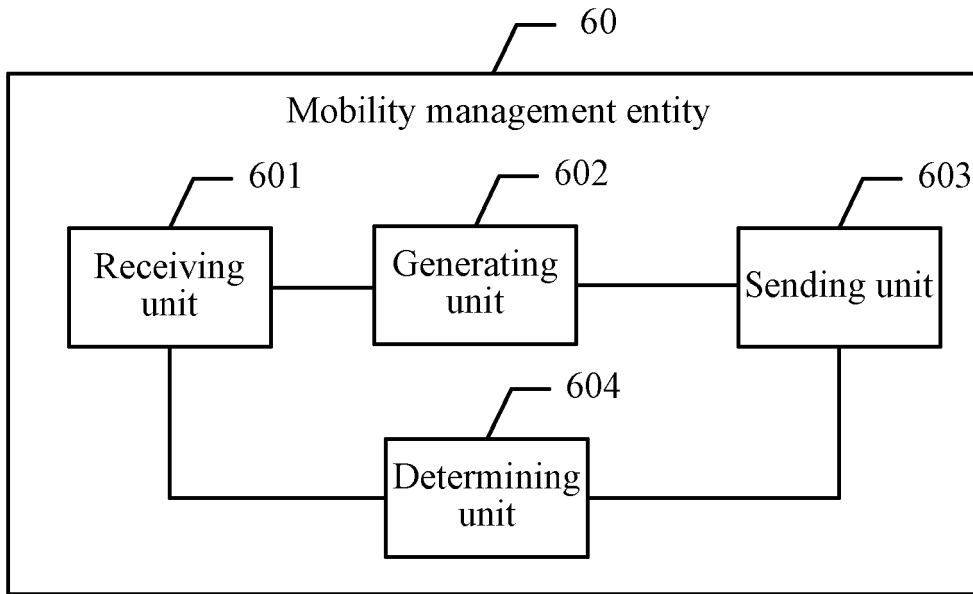 60
Mobility management entity
601
602
603
Receiving
unit
Generating
unit
Sending unit
604
Determining
unit